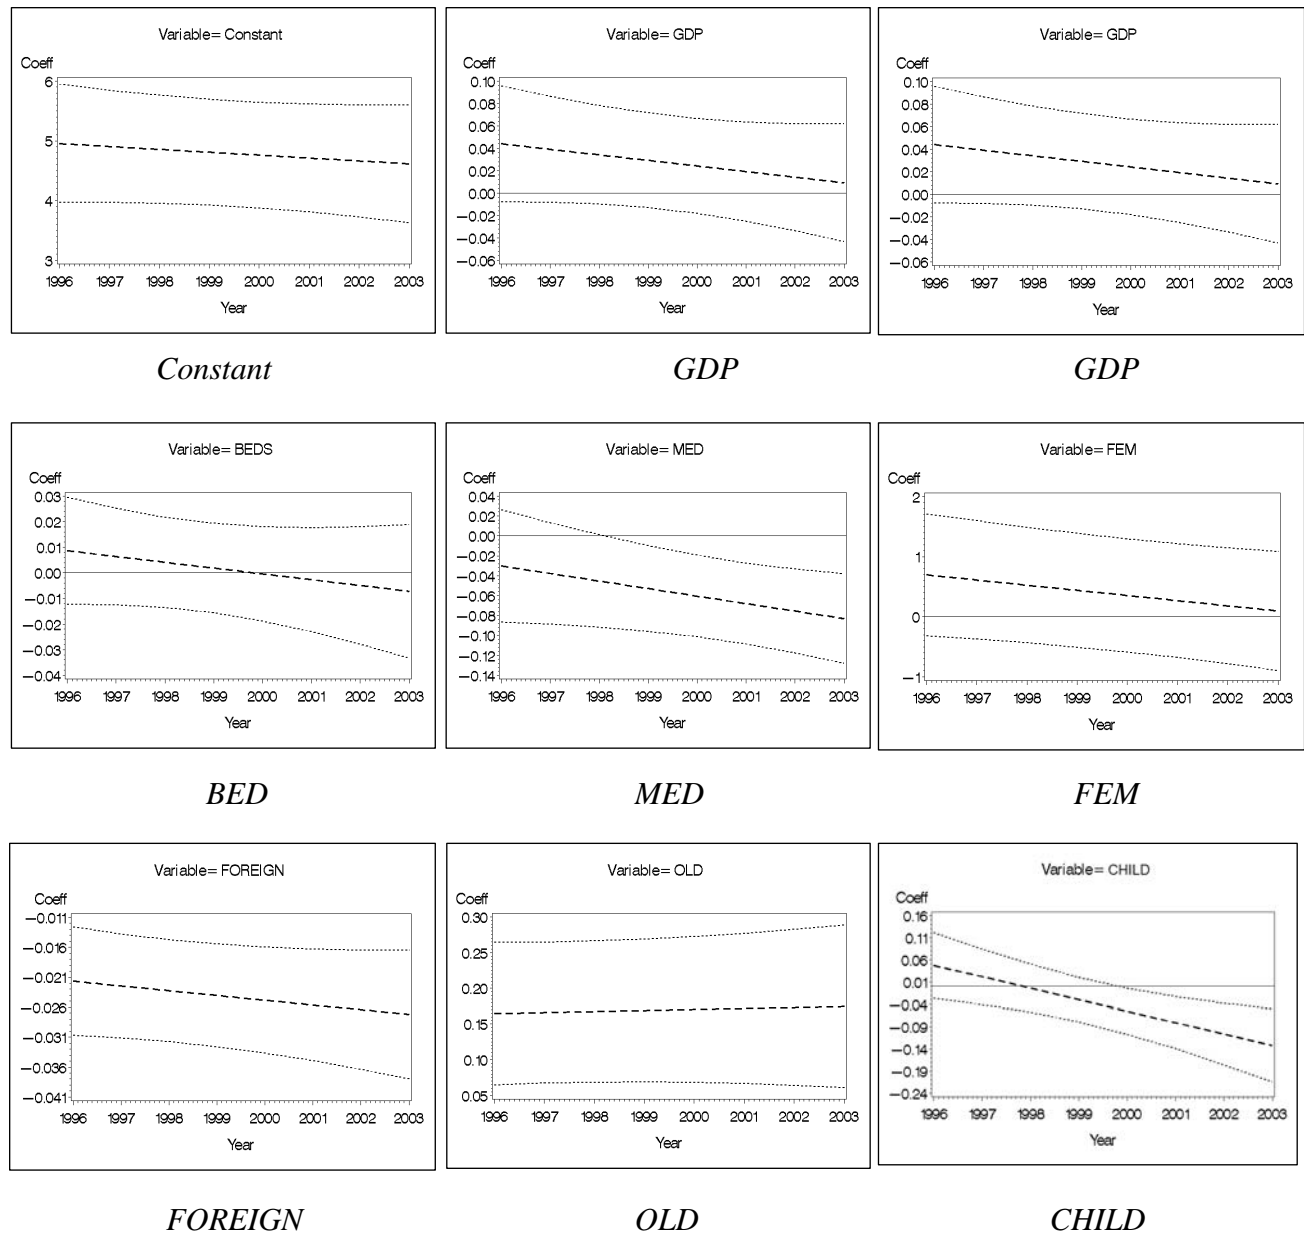 Variable= Constant
Coeff
6
5
4
3
1996 1997 1998 1999 2000 2001 2002 2003
Year
Constant
Variable= GDP
Coeff
0.10
0.08
0.06
0.04
0.02
0.00
−0.02
−0.04
−0.06
1996 1997 1998 1999 2000 2001 2002 2003
Year
GDP
Variable= GDP
Coeff
0.10
0.08
0.06
0.04
0.02
0.00
−0.02
−0.04
−0.06
1996 1997 1998 1999 2000 2001 2002 2003
Year
GDP
Variable= BEDS
Coeff
0.03
0.02
0.01
0.00
−0.01
−0.02
−0.03
−0.04
1996 1997 1998 1999 2000 2001 2002 2003
Year
BED
Variable= MED
Coeff
0.04
0.02
0.00
−0.02
−0.04
−0.06
−0.08
−0.10
−0.12
−0.14
1996 1997 1998 1999 2000 2001 2002 2003
Year
MED
Variable= FEM
Coeff
2
1
0
−1
1996 1997 1998 1999 2000 2001 2002 2003
Year
FEM
Variable= FOREIGN
Coeff
−0.011
−0.016
−0.021
−0.026
−0.031
−0.036
−0.041
1996 1997 1998 1999 2000 2001 2002 2003
Year
FOREIGN
Variable= OLD
Coeff
0.30
0.25
0.20
0.15
0.10
0.05
1996 1997 1998 1999 2000 2001 2002 2003
Year
OLD
Variable= CHILD
Coeff
0.16
0.11
0.06
0.01
−0.04
−0.09
−0.14
−0.19
−0.24
1996 1997 1998 1999 2000 2001 2002 2003
Year
CHILD